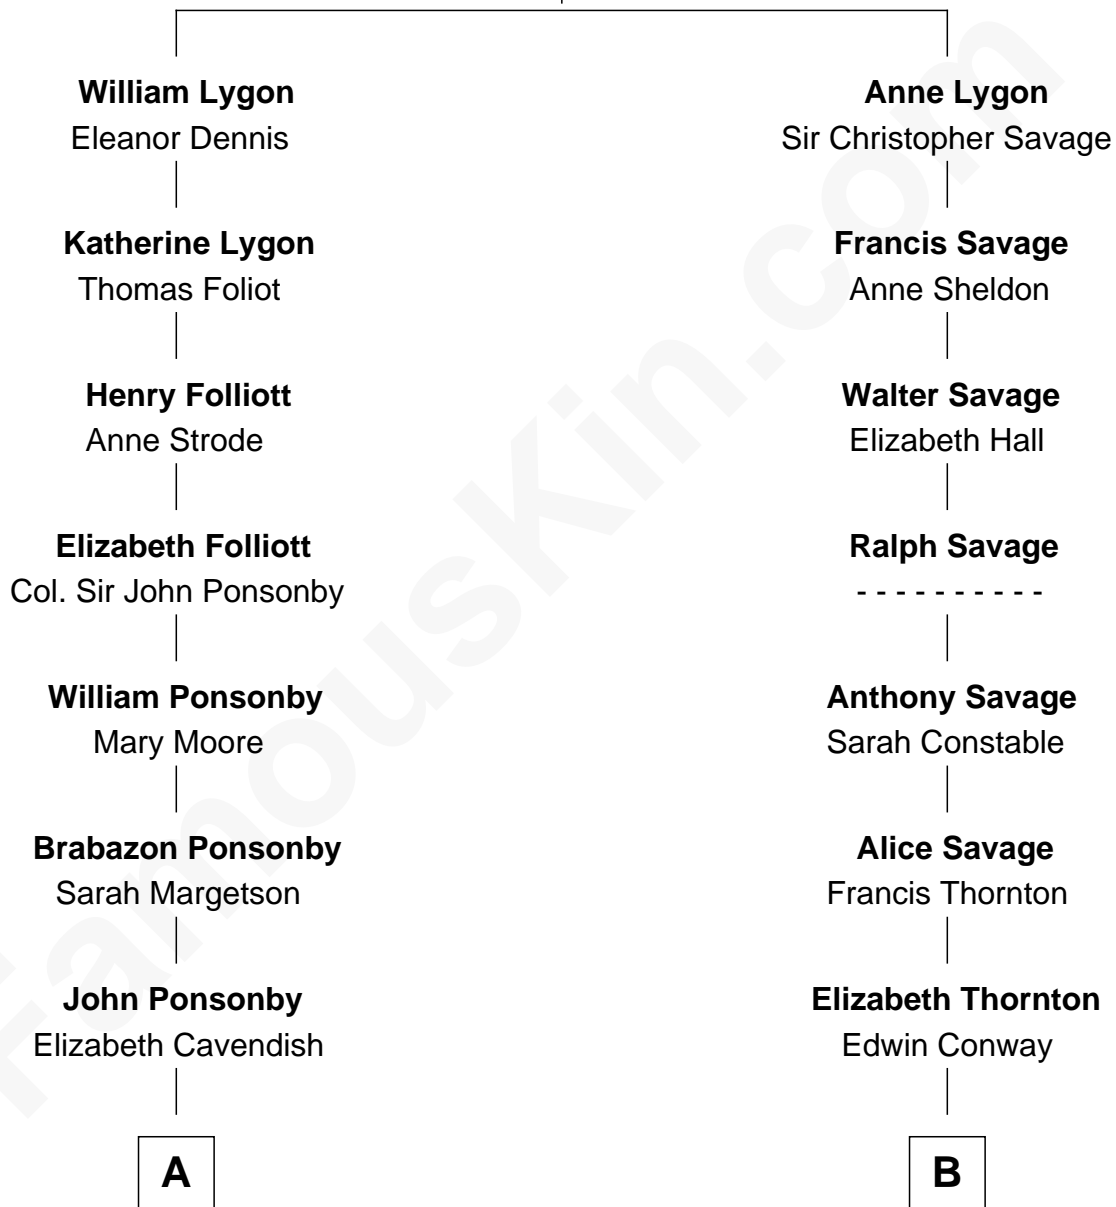 William Lygon
Eleanor Dennis
Katherine Lygon
Thomas Foliot
Henry Folliott
Anne Strode
Elizabeth Folliott
Col. Sir John Ponsonby
William Ponsonby
Mary Moore
Brabazon Ponsonby
Sarah Margetson
John Ponsonby
Elizabeth Cavendish
A
Anne Lygon
Sir Christopher Savage
Francis Savage
Anne Sheldon
Walter Savage
Elizabeth Hall
Ralph Savage
- - - - - - - - - -
Anthony Savage
Sarah Constable
Alice Savage
Francis Thornton
Elizabeth Thornton
Edwin Conway
B
FamousKin.com